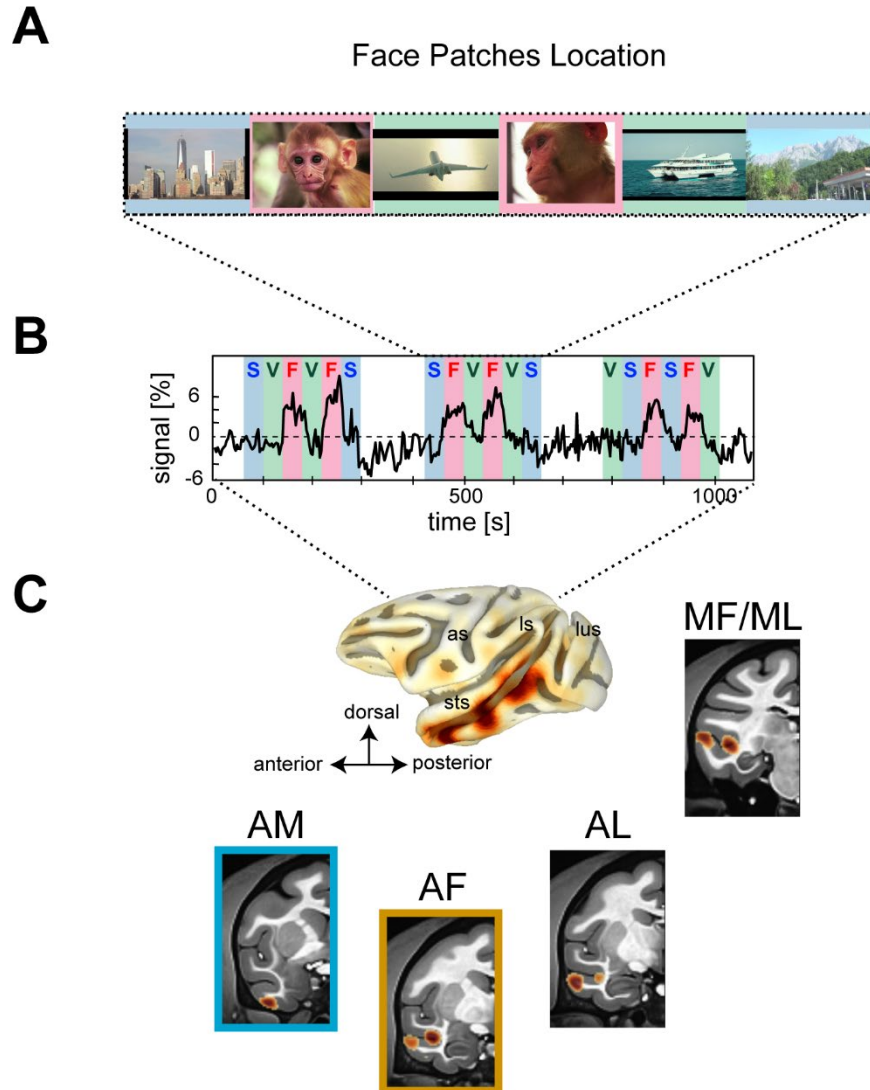 A
Face Patches Location
B
S V F V F S S F V F V S V S F S F V
signal [%]
6
0
-6
0 500 1000
time [s]
C
as ls lus
sts
dorsal
anterior posterior
MF/ML
AM
AF
AL